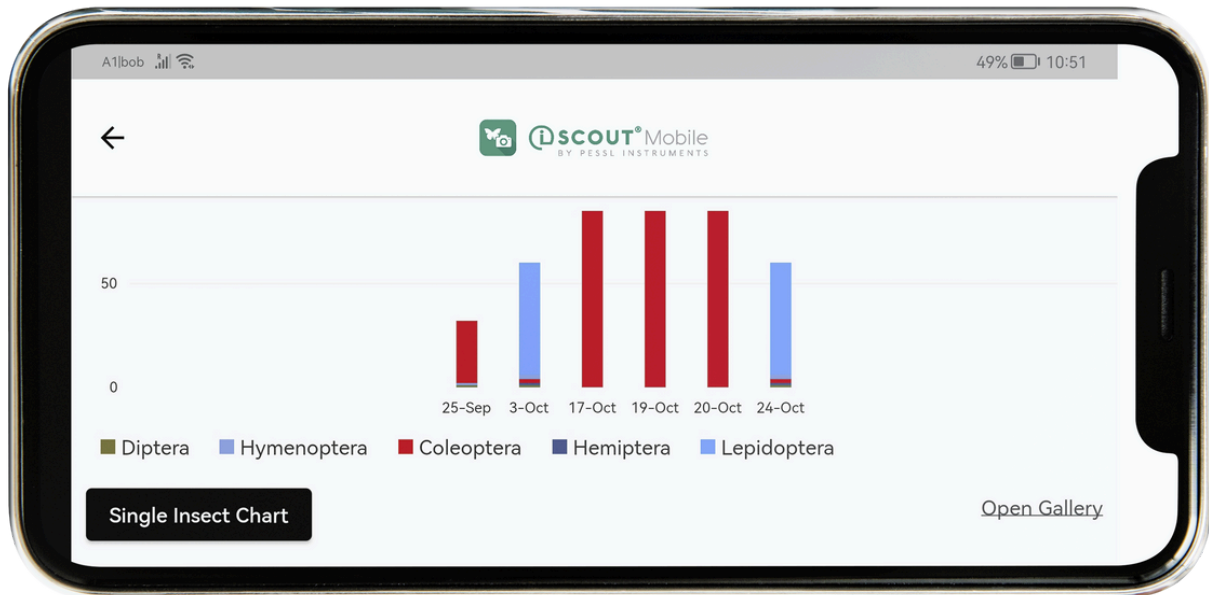 A1|bob
49% 10:51
iSCOUT® Mobile
BY PESSL INSTRUMENTS
50
0
25-Sep 3-Oct 17-Oct 19-Oct 20-Oct 24-Oct
Diptera Hymenoptera Coleoptera Hemiptera Lepidoptera
Single Insect Chart
Open Gallery